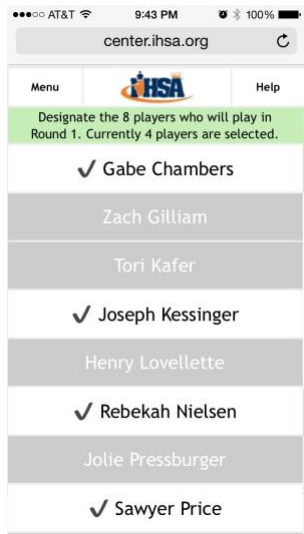 AT&T 9:43 PM 100%
center.ihsa.org
Menu IHSA Help
Designate the 8 players who will play in
Round 1. Currently 4 players are selected.
Gabe Chambers
Zach Gilliam
Tori Kafer
Joseph Kessinger
Henry Lovellette
Rebekah Nielsen
Jolie Pressburger
Sawyer Price